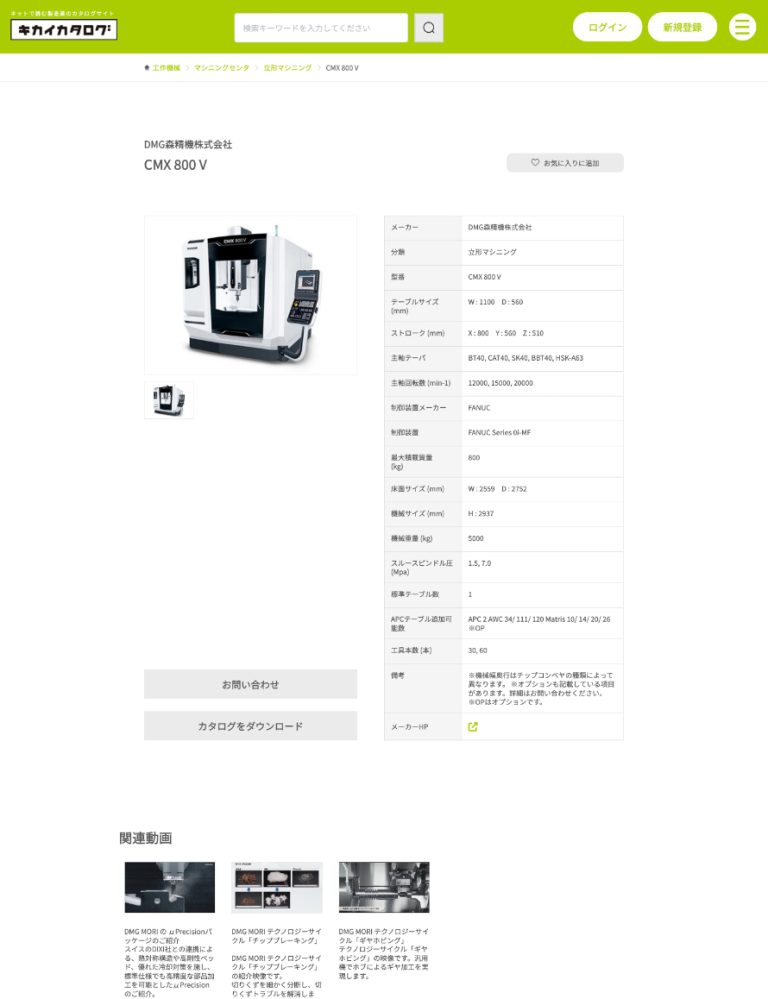 ネットで読む製造業のカタログサイト
キカイカタログ
検索キーワードを入力してください
ログイン
新規登録
工作機械
マシニングセンタ
立形マシニング
CMX 800 V
DMG森精機株式会社
CMX 800 V
お気に入りに追加
CMX 800 V
メーカー
DMG森精機株式会社
分類
立形マシニング
型番
CMX 800 V
テーブルサイズ
(mm)
W : 1100 D : 560
ストローク (mm)
X : 800 Y : 560 Z : 510
主軸テーパ
BT40, CAT40, SK40, BBT40, HSK-A63
主軸回転数 (min-1)
12000, 15000, 20000
制御装置メーカー
FANUC
制御装置
FANUC Series 0i-MF
最大積載質量
(kg)
800
床面サイズ (mm)
W : 2559 D : 2752
機械サイズ (mm)
H : 2937
機械重量 (kg)
5000
スルースピンドル圧
(Mpa)
1.5, 7.0
標準テーブル数
1
APCテーブル追加可
能数
APC 2 AWC 34/ 111/ 120 Matris 10/ 14/ 20/ 26
※OP
工具本数 (本)
30, 60
備考
※機械幅奥行はチップコンベヤの種類によって
異なります。 ※オプションも記載している項目
があります。詳細はお問い合わせください。
※OPはオプションです。
メーカーHP
お問い合わせ
カタログをダウンロード
関連動画
DMG MORI の μPrecisionパ
ッケージのご紹介
スイスのDIXI社との連携によ
る、熱対称構造や高剛性ベッ
ド、優れた冷却対策を施し、
標準仕様でも高精度な部品加
工を可能としたμPrecision
のご紹介。
DMG MORI テクノロジーサイ
クル「チップブレーキング」
DMG MORI テクノロジーサイ
クル「チップブレーキング」
の紹介映像です。
切りくずを細かく分断し、切
りくずトラブルを解消しま
DMG MORI テクノロジーサイ
クル「ギヤホビング」
テクノロジーサイクル「ギヤ
ホビング」の映像です。汎用
機でホブによるギヤ加工を実
現します。